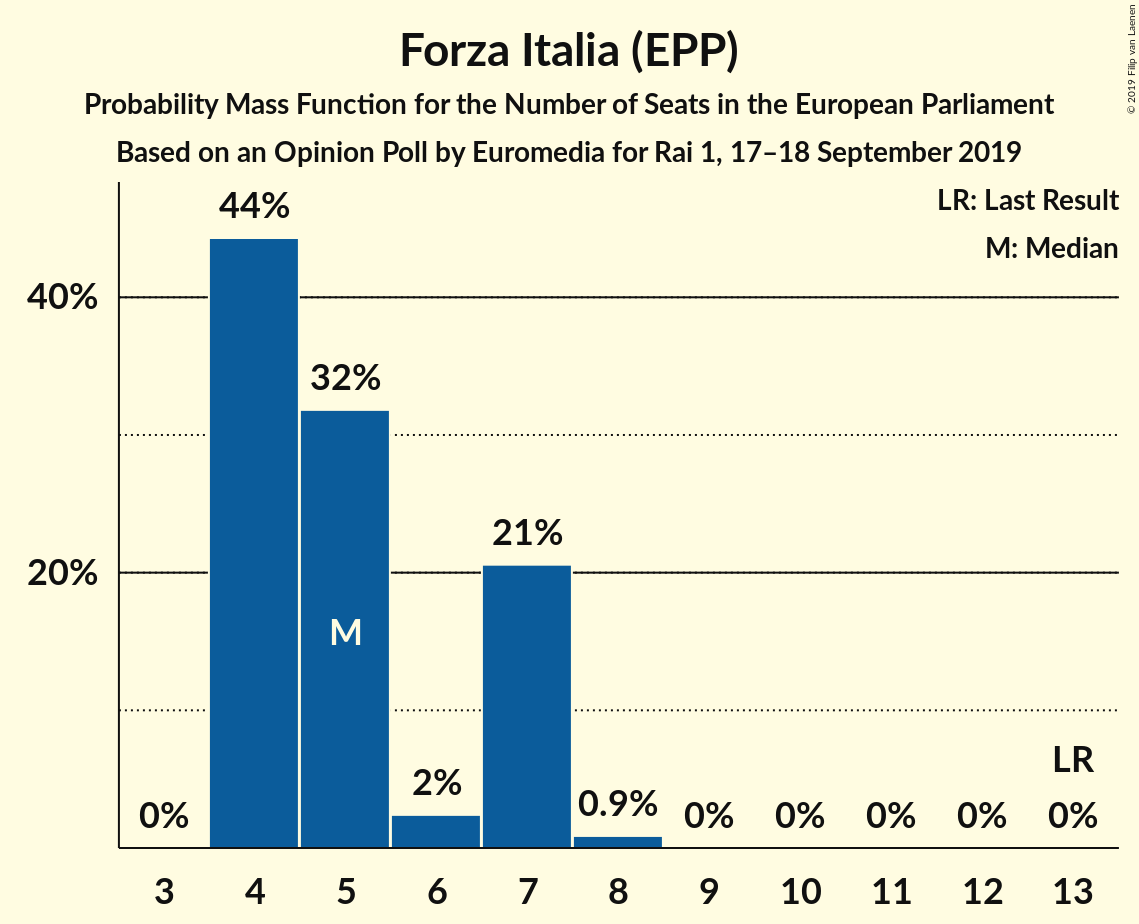 Forza Italia (EPP)
Probability Mass Function for the Number of Seats in the European Parliament
Based on an Opinion Poll by Euromedia for Rai 1, 17–18 September 2019
© 2019 Filip van Laenen
LR: Last Result
M: Median
40%
20%
44%
32%
21%
M
2%
0.9%
LR
0%
0%
0%
0%
0%
0%
3 4 5 6 7 8 9 10 11 12 13